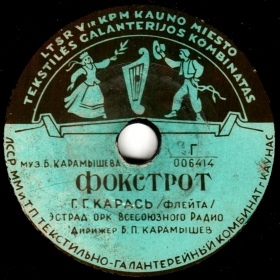 LTSR V IR KPM KAUNO MIESTO
TEKSTILĖS GALANTERIJOS KOMBINATAS
Г
МУЗ. Б. КАРАМЫШЕВА
006414
ФОКСТРОТ
Г. Г. КАРАСЬ /ФЛЕЙТА/
ЭСТРАД. ОРК. ВСЕСОЮЗНОГО РАДИО
ДИРИЖЕР Б. П. КАРАМЫШЕВ
ЛССР. ММ и ТП. ТЕКСТИЛЬНО-ГАЛАНТЕРЕЙНЫЙ КОМБИНАТ Г. КАУНАС